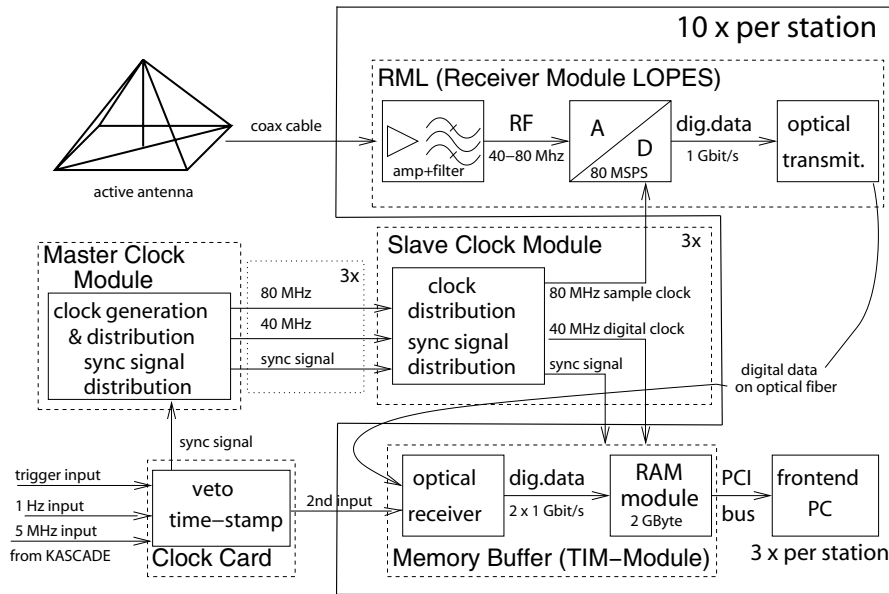 10 x per station
RML (Receiver Module LOPES)
coax cable
amp+filter
RF
40−80 Mhz
A
D
80 MSPS
dig.data
1 Gbit/s
optical
transmit.
active antenna
Master Clock
Module
clock generation
& distribution
sync signal
distribution
3x
80 MHz
40 MHz
sync signal
Slave Clock Module
3x
clock
distribution
sync signal
distribution
80 MHz sample clock
40 MHz digital clock
sync signal
digital data
on optical fiber
sync signal
trigger input
1 Hz input
5 MHz input
from KASCADE
veto
time−stamp
Clock Card
2nd input
optical
receiver
dig.data
2 x 1 Gbit/s
RAM
module
2 GByte
Memory Buffer (TIM−Module)
PCI
bus
frontend
PC
3 x per station